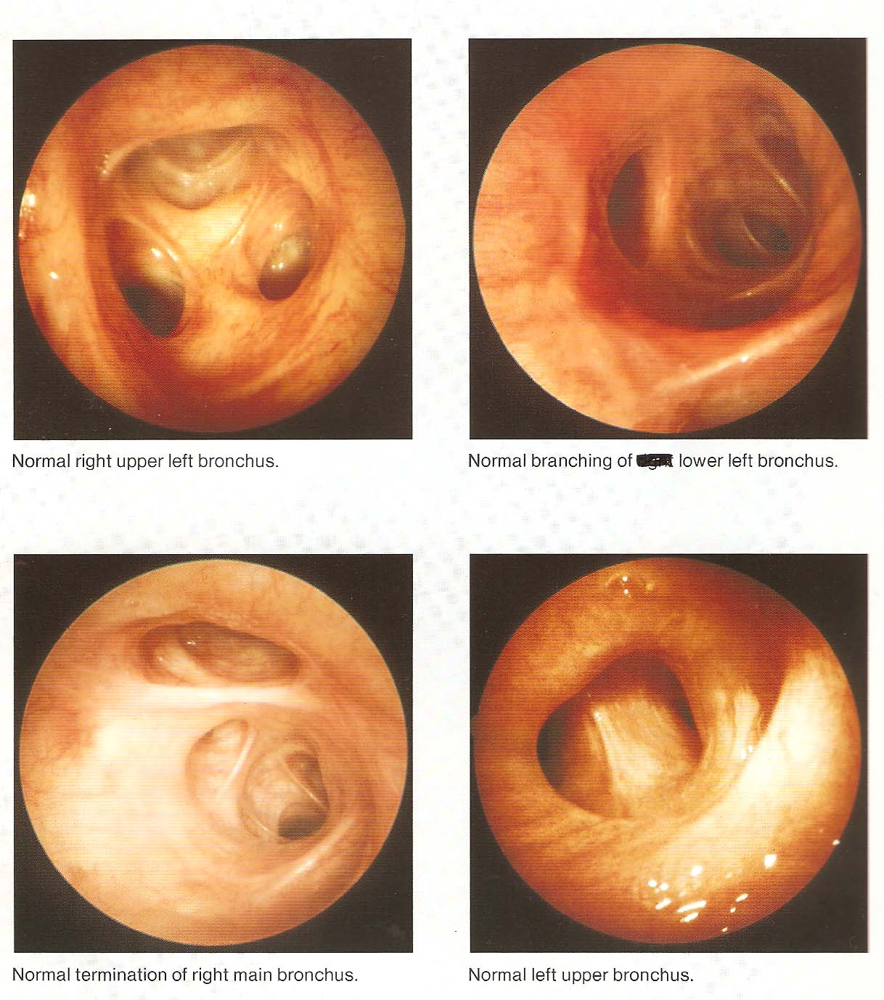 Normal right upper left bronchus.
Normal branching of lower left bronchus.
Normal termination of right main bronchus.
Normal left upper bronchus.